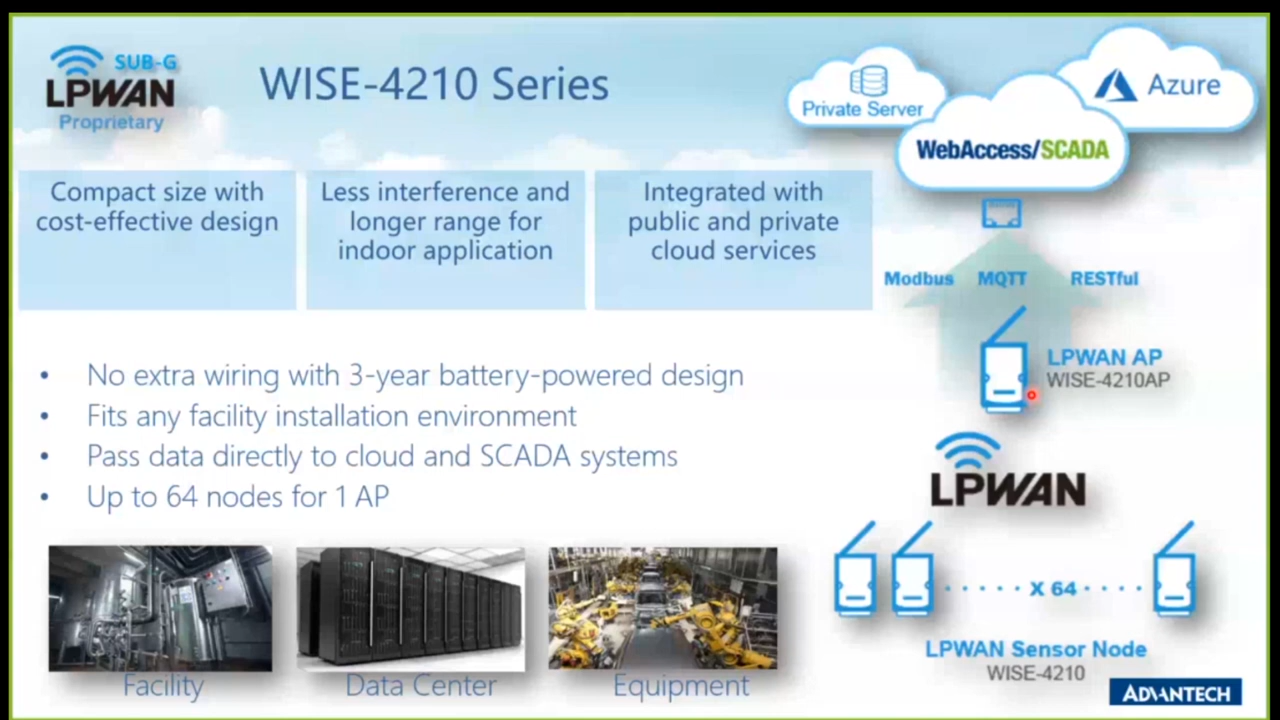 SUB-G
LPWAN
Proprietary
WISE-4210 Series
Private Server
Azure
WebAccess/SCADA
Compact size with
cost-effective design
Less interference and
longer range for
indoor application
Integrated with
public and private
cloud services
Modbus MQTT RESTful
LPWAN AP
WISE-4210AP
• No extra wiring with 3-year battery-powered design
• Fits any facility installation environment
• Pass data directly to cloud and SCADA systems
• Up to 64 nodes for 1 AP
LPWAN
X 64
LPWAN Sensor Node
WISE-4210
Facility
Data Center
Equipment
ADVANTECH